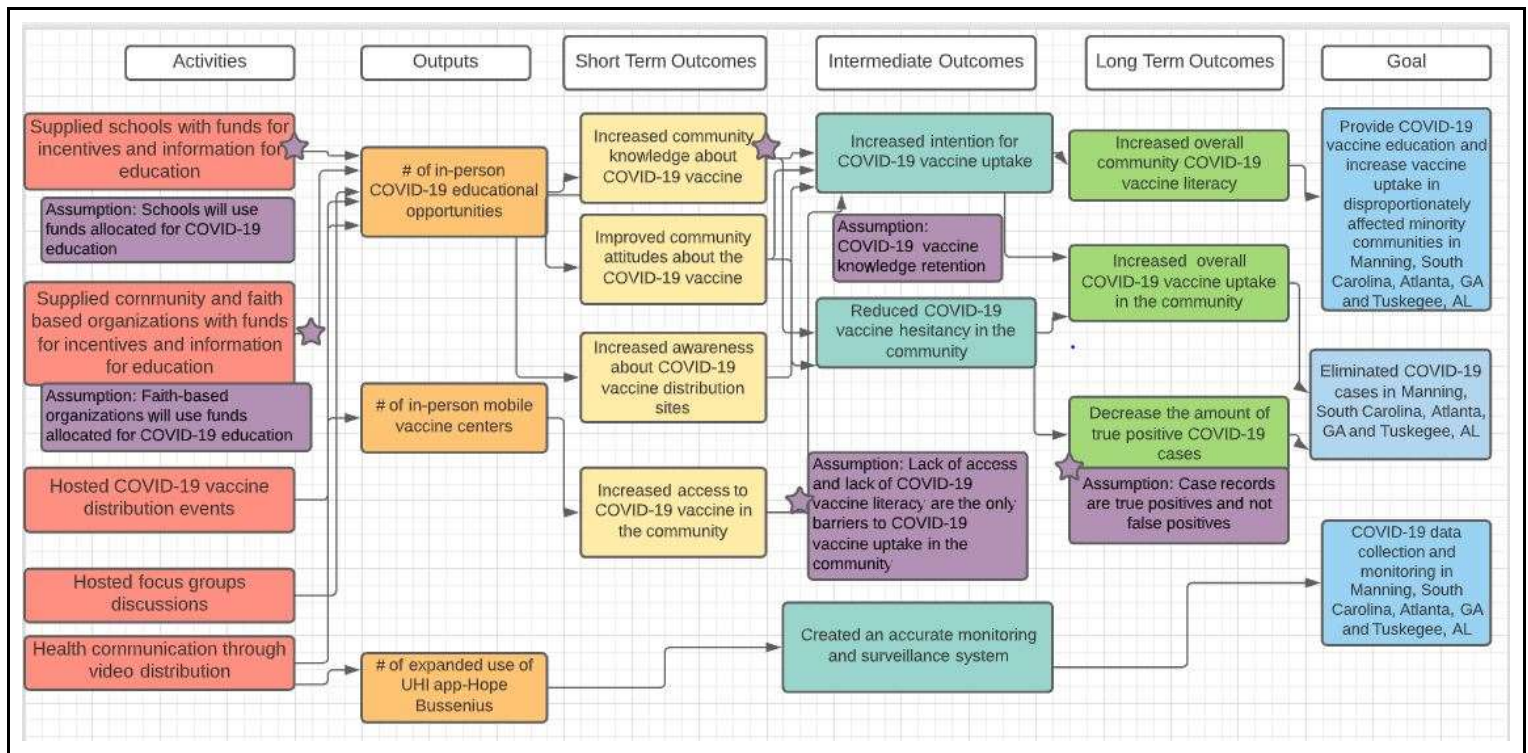 Activities
Outputs
Short Term Outcomes
Intermediate Outcomes
Long Term Outcomes
Goal
Supplied schools with funds for
incentives and information for
education
Assumption: Schools will use
funds allocated for COVID-19
education
Supplied community and faith
based organizations with funds
for incentives and information
for education
Assumption: Faith-based
organizations will use funds
allocated for COVID-19 education
Hosted COVID-19 vaccine
distribution events
Hosted focus groups
discussions
Health communication through
video distribution
# of in-person
COVID-19 educational
opportunities
# of in-person mobile
vaccine centers
# of expanded use of
UHI app-Hope
Bussenius
Increased community
knowledge about
COVID-19 vaccine
Improved community
attitudes about the
COVID-19 vaccine
Increased awareness
about COVID-19
vaccine distribution
sites
Increased access to
COVID-19 vaccine in
the community
Increased intention for
COVID-19 vaccine uptake
Assumption:
COVID-19 vaccine
knowledge retention
Reduced COVID-19
vaccine hesitancy in the
community
Assumption: Lack of access
and lack of COVID-19
vaccine literacy are the only
barriers to COVID-19
vaccine uptake in the
community
Created an accurate monitoring
and surveillance system
Increased overall
community COVID-19
vaccine literacy
Increased overall
COVID-19 vaccine uptake
in the community
Decrease the amount of
true positive COVID-19
cases
Assumption: Case records
are true positives and not
false positives
Provide COVID-19
vaccine education and
increase vaccine
uptake in
disproportionately
affected minority
communities in
Manning, South
Carolina, Atlanta, GA
and Tuskegee, AL
Eliminated COVID-19
cases in Manning,
South Carolina, Atlanta,
GA and Tuskegee, AL
COVID-19 data
collection and
monitoring in
Manning, South
Carolina, Atlanta, GA
and Tuskegee, AL